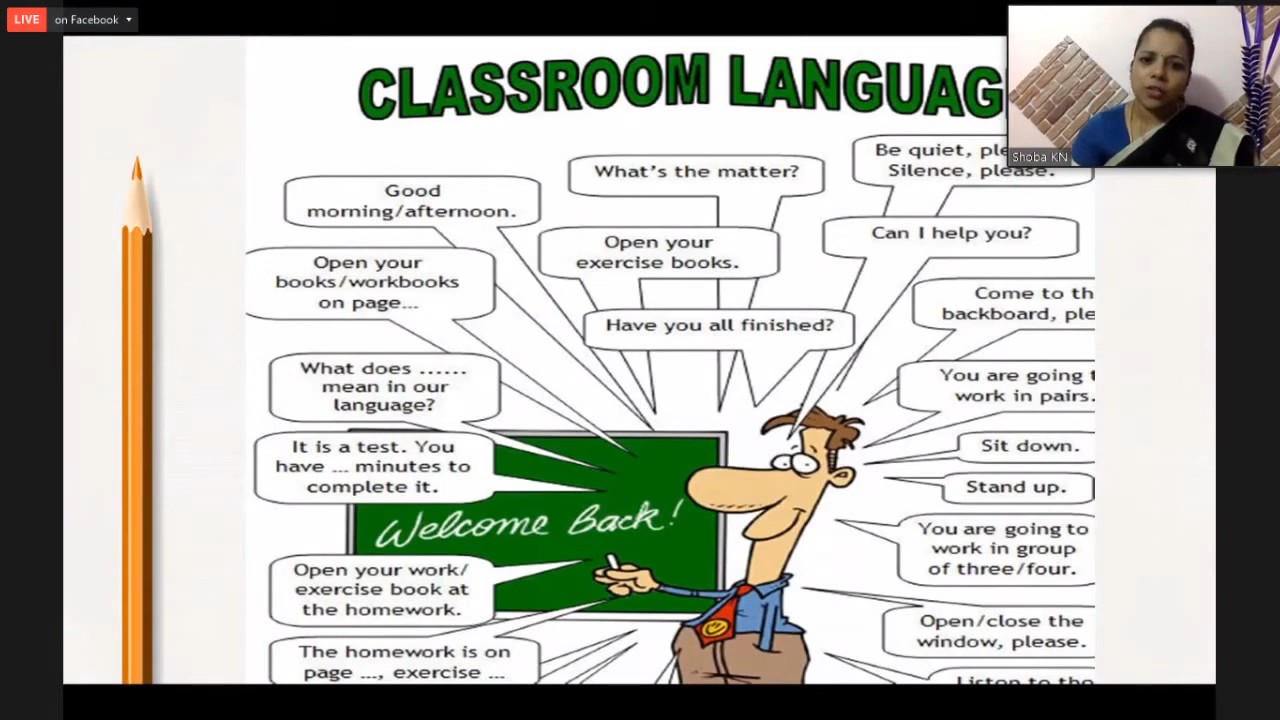 LIVE on Facebook
CLASSROOM LANGUAG
Shoba KN
Good
morning/afternoon.
What's the matter?
Be quiet,
Silence, please.
Open your
books/workbooks
on page...
Open your
exercise books.
Can I help you?
Have you all finished?
Come to
backboard,
What does ......
mean in our
language?
You are going
work in pairs.
It is a test. You
have ... minutes to
complete it.
Sit down.
Stand up.
Welcome Back!
You are going to
work in group
of three/four.
Open your work/
exercise book at
the homework.
Open/close the
window, please.
The homework is on
page ..., exercise ...
Listen to the